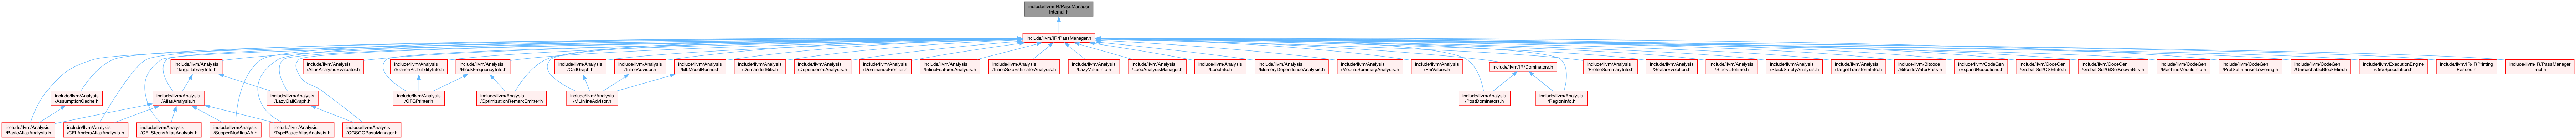 include/llvm/IR/PassManager
Internal.h
include/llvm/IR/PassManager.h
include/llvm/Analysis
/TargetLibraryInfo.h
include/llvm/Analysis
/AliasAnalysisEvaluator.h
include/llvm/Analysis
/BranchProbabilityInfo.h
include/llvm/Analysis
/BlockFrequencyInfo.h
include/llvm/Analysis
/CallGraph.h
include/llvm/Analysis
/InlineAdvisor.h
include/llvm/Analysis
/MLModelRunner.h
include/llvm/Analysis
/DemandedBits.h
include/llvm/Analysis
/DependenceAnalysis.h
include/llvm/Analysis
/DominanceFrontier.h
include/llvm/Analysis
/InlineFeaturesAnalysis.h
include/llvm/Analysis
/InlineSizeEstimatorAnalysis.h
include/llvm/Analysis
/LazyValueInfo.h
include/llvm/Analysis
/LoopAnalysisManager.h
include/llvm/Analysis
/LoopInfo.h
include/llvm/Analysis
/MemoryDependenceAnalysis.h
include/llvm/Analysis
/ModuleSummaryAnalysis.h
include/llvm/Analysis
/PhiValues.h
include/llvm/IR/Dominators.h
include/llvm/Analysis
/ProfileSummaryInfo.h
include/llvm/Analysis
/ScalarEvolution.h
include/llvm/Analysis
/StackLifetime.h
include/llvm/Analysis
/StackSafetyAnalysis.h
include/llvm/Analysis
/TargetTransformInfo.h
include/llvm/Bitcode
/BitcodeWriterPass.h
include/llvm/CodeGen
/ExpandReductions.h
include/llvm/CodeGen
/GlobalISel/CSEInfo.h
include/llvm/CodeGen
/GlobalISel/GISelKnownBits.h
include/llvm/CodeGen
/MachineModuleInfo.h
include/llvm/CodeGen
/PreISelIntrinsicLowering.h
include/llvm/CodeGen
/UnreachableBlockElim.h
include/llvm/ExecutionEngine
/Orc/Speculation.h
include/llvm/IR/IRPrinting
Passes.h
include/llvm/IR/PassManager
Impl.h
include/llvm/Analysis
/AssumptionCache.h
include/llvm/Analysis
/AliasAnalysis.h
include/llvm/Analysis
/LazyCallGraph.h
include/llvm/Analysis
/CFGPrinter.h
include/llvm/Analysis
/OptimizationRemarkEmitter.h
include/llvm/Analysis
/MLInlineAdvisor.h
include/llvm/Analysis
/PostDominators.h
include/llvm/Analysis
/RegionInfo.h
include/llvm/Analysis
/BasicAliasAnalysis.h
include/llvm/Analysis
/CFLAndersAliasAnalysis.h
include/llvm/Analysis
/CFLSteensAliasAnalysis.h
include/llvm/Analysis
/ScopedNoAliasAA.h
include/llvm/Analysis
/TypeBasedAliasAnalysis.h
include/llvm/Analysis
/CGSCCPassManager.h